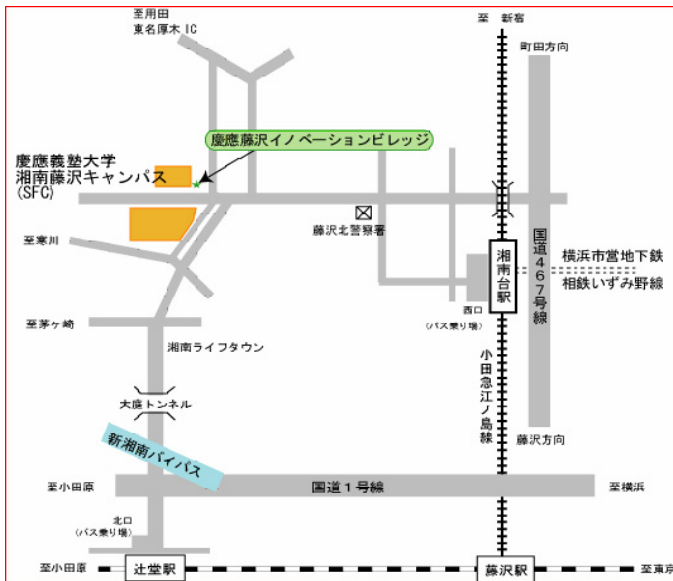 至用田
東名厚木IC
至　新宿
町田方向
慶應藤沢イノベーションビレッジ
慶應義塾大学
湘南藤沢キャンパス
(SFC)
藤沢北警察署
至寒川
湘南台駅
国道467号線
横浜市営地下鉄
相鉄いずみ野線
西口
(バス乗り場)
至茅ヶ崎
湘南ライフタウン
小田急江ノ島線
大庭トンネル
新湘南バイパス
藤沢方向
至小田原
国道1号線
至横浜
北口
(バス乗り場)
至小田原
辻堂駅
藤沢駅
至東京